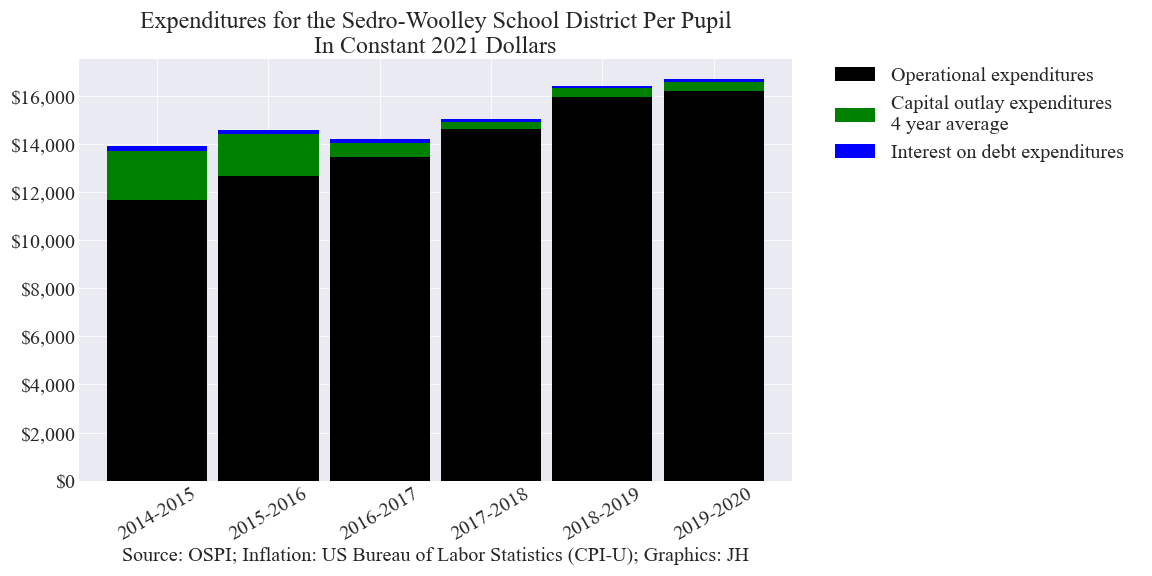 Expenditures for the Sedro-Woolley School District Per Pupil
In Constant 2021 Dollars
Operational expenditures
Capital outlay expenditures
4 year average
Interest on debt expenditures
$16,000
$14,000
$12,000
$10,000
$8,000
$6,000
$4,000
$2,000
$0
2014-2015
2015-2016
2016-2017
2017-2018
2018-2019
2019-2020
Source: OSPI; Inflation: US Bureau of Labor Statistics (CPI-U); Graphics: JH